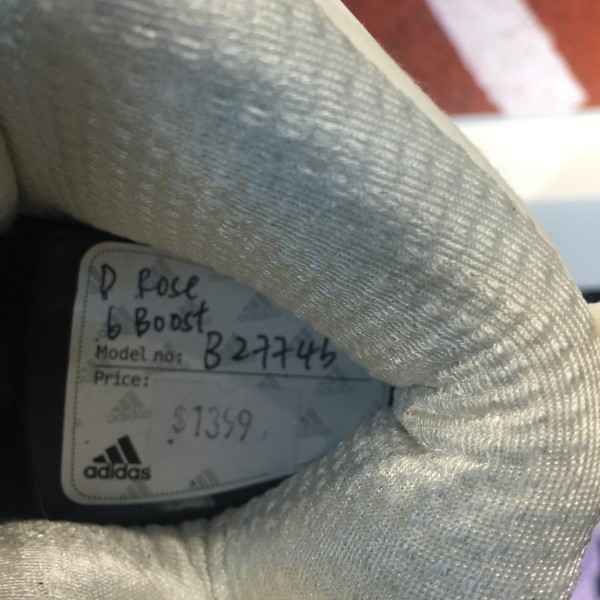 D Rose
6 Boost
Model no: B27746
Price:
$1399
adidas